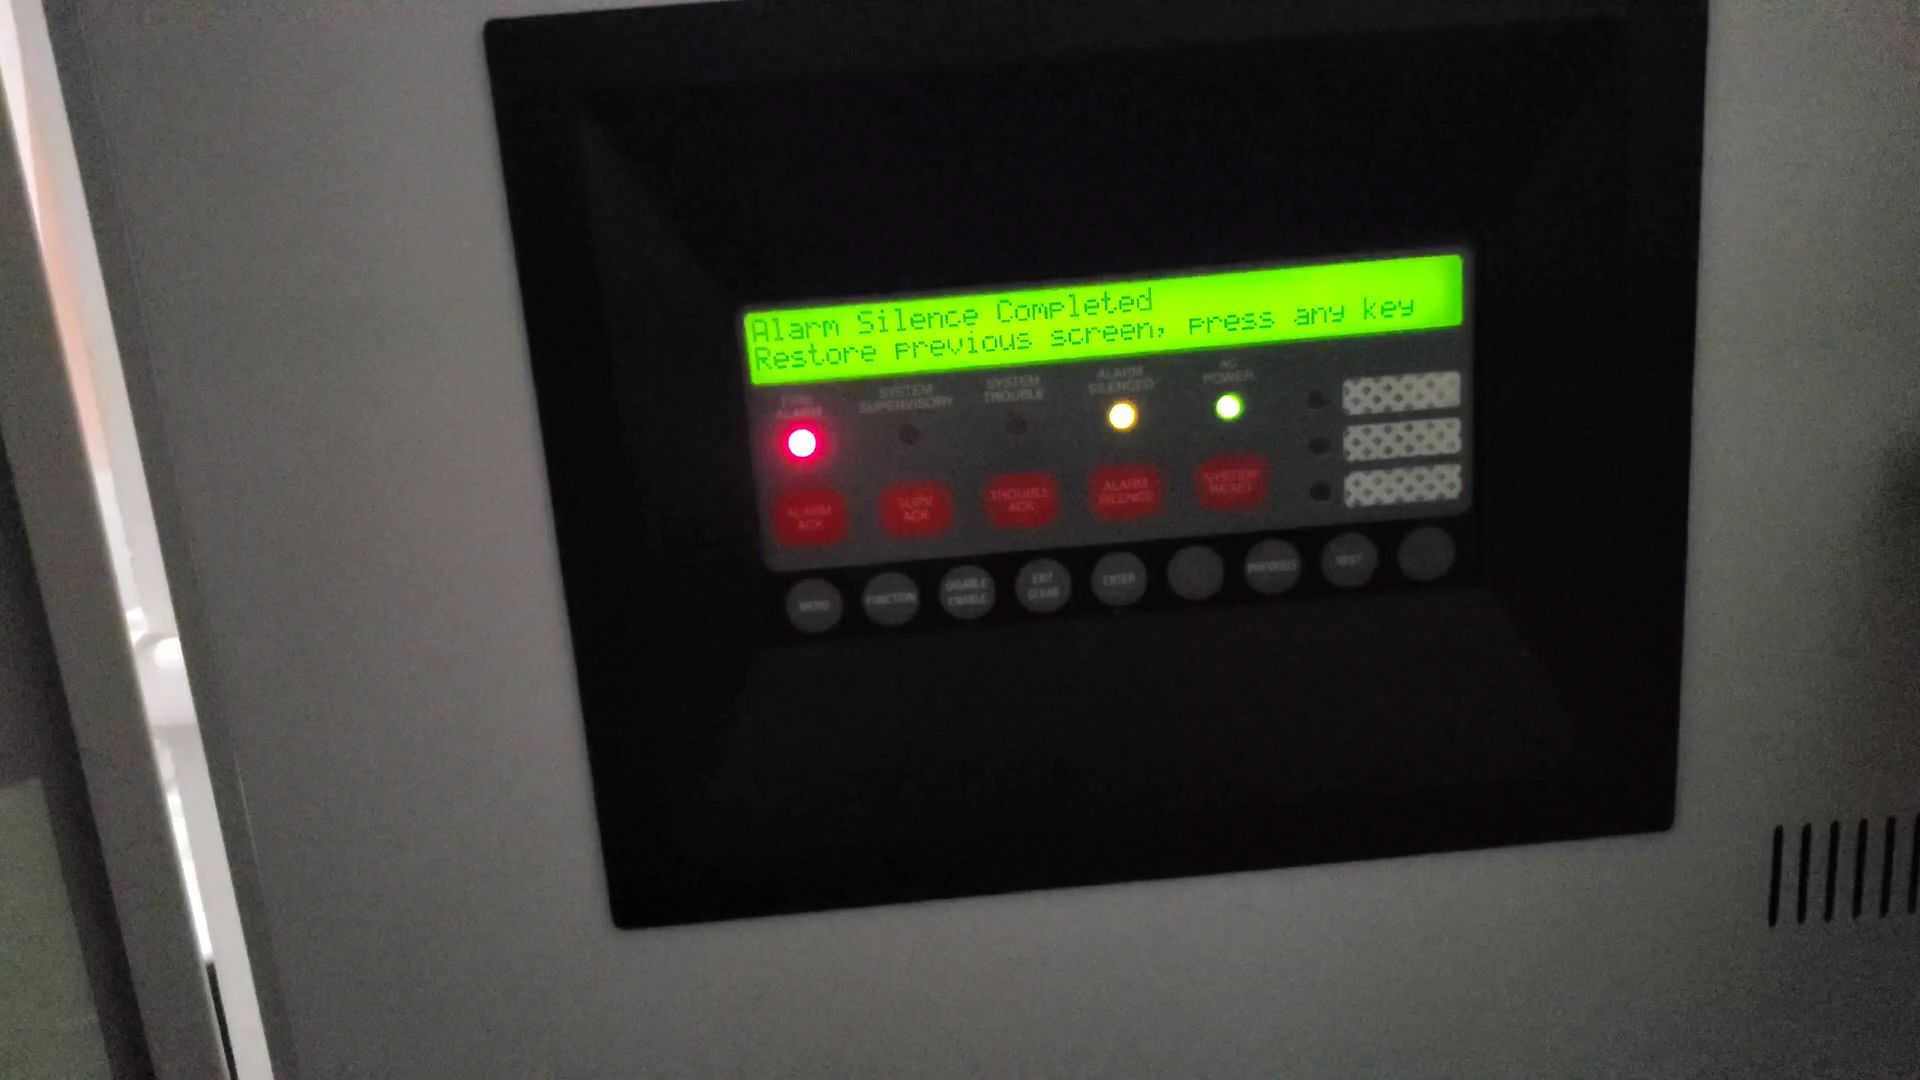 Alarm Silence Completed
Restore previous screen, press any key
FIRE
ALARM
SYSTEM
SUPERVISORY
SYSTEM
TROUBLE
ALARM
SILENCED
AC
POWER
ALARM
ACK
SUPV
ACK
TROUBLE
ACK
ALARM
SILENCE
SYSTEM
RESET
MENU
FUNCTION
DISABLE
ENABLE
EXIT
CLEAR
ENTER
PREVIOUS
NEXT